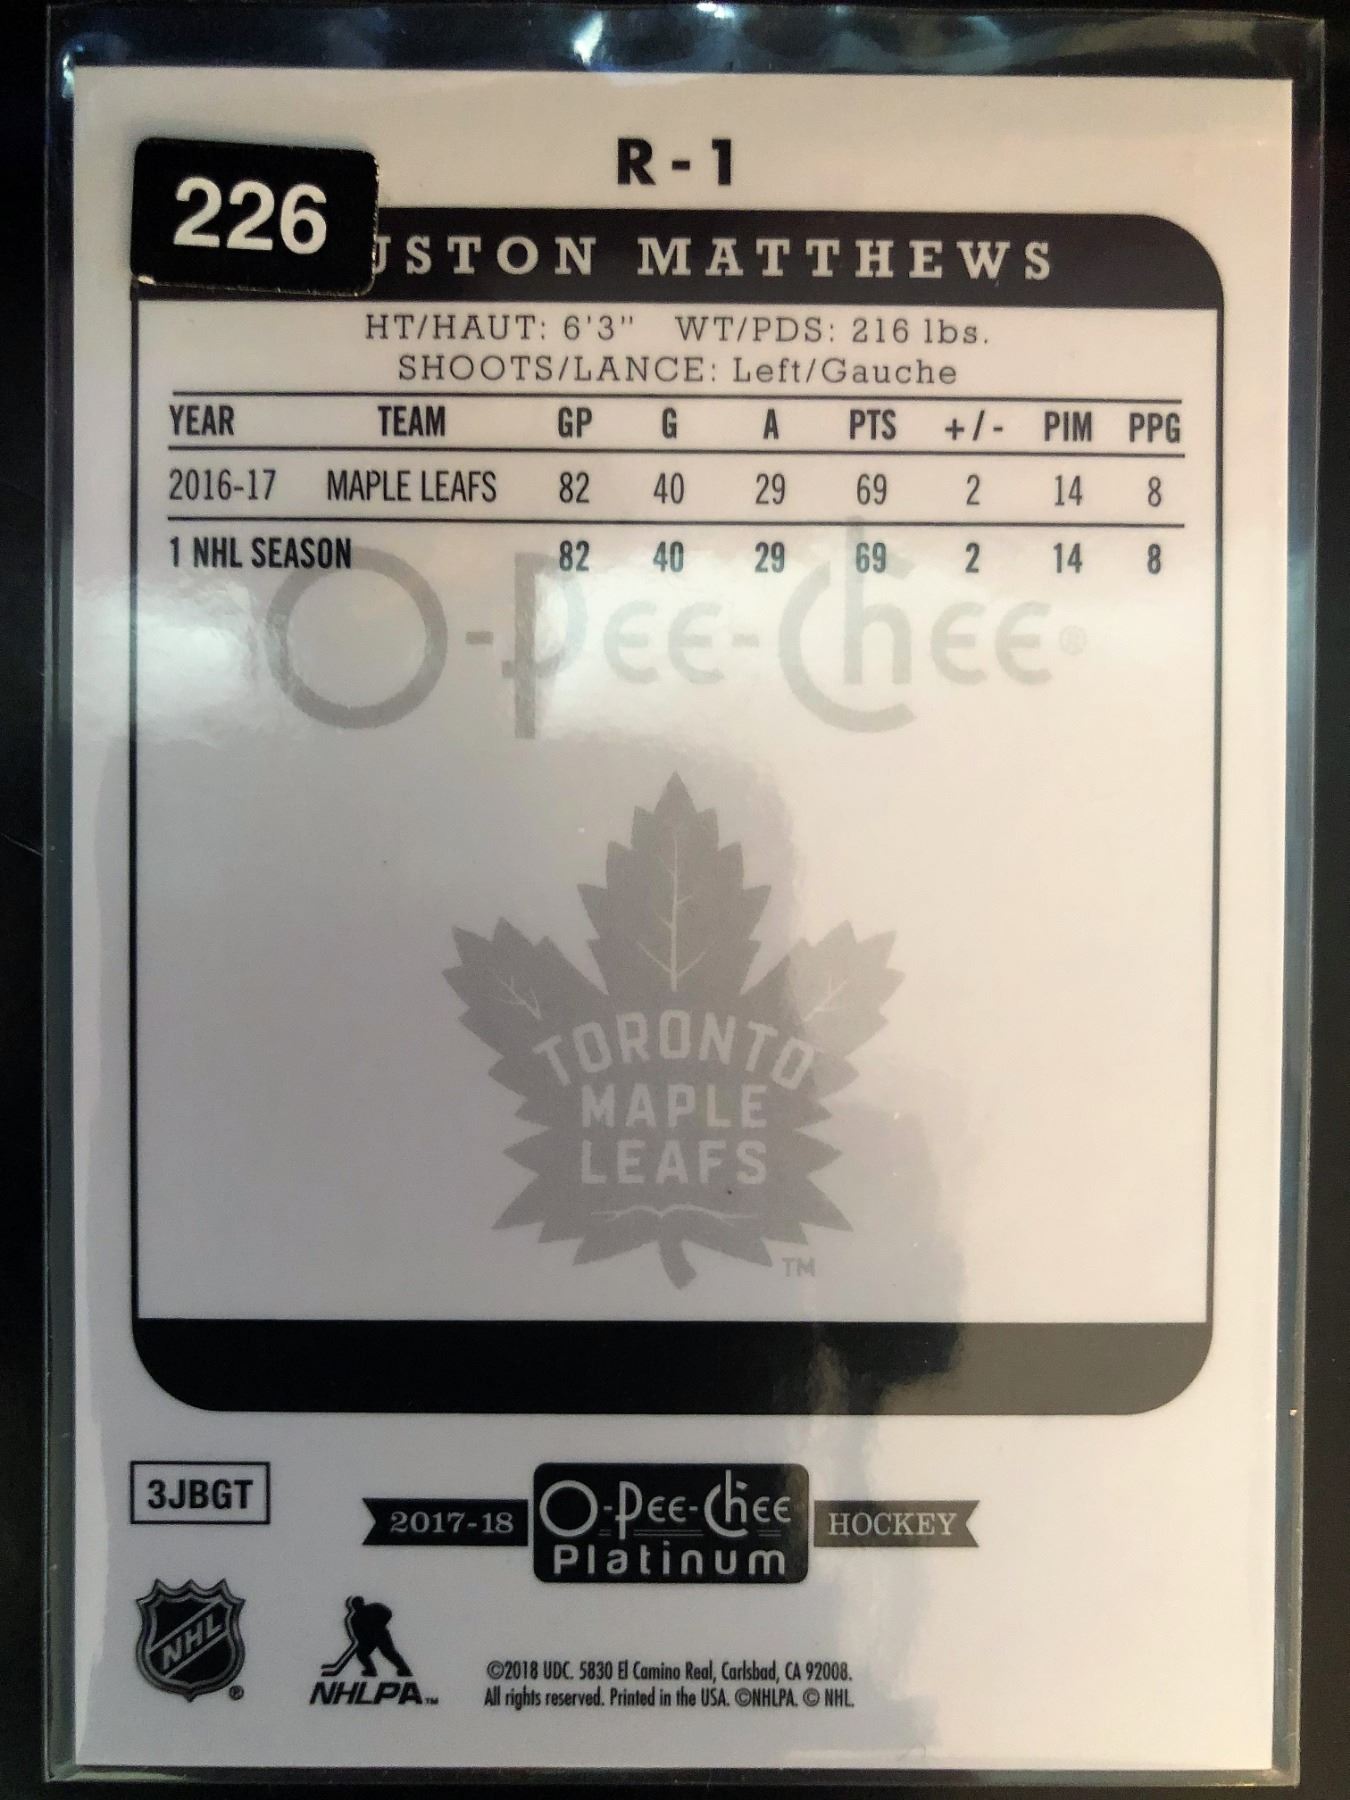 R-1
226
USTON MATTHEWS
HT/HAUT: 6'3" WT/PDS: 216 lbs.
SHOOTS/LANCE: Left/Gauche
YEAR TEAM GP G A PTS +/- PIM PPG
2016-17 MAPLE LEAFS 82 40 29 69 2 14 8
1 NHL SEASON 82 40 29 69 2 14 8
O-Pee-Chee®
TORONTO
MAPLE
LEAFS
TM
3JBGT
2017-18 O-Pee-Chee HOCKEY
Platinum
NHL ®
NHLPA™
©2018 UDC. 5830 El Camino Real, Carlsbad, CA 92008.
All rights reserved. Printed in the USA. ©NHLPA. © NHL.